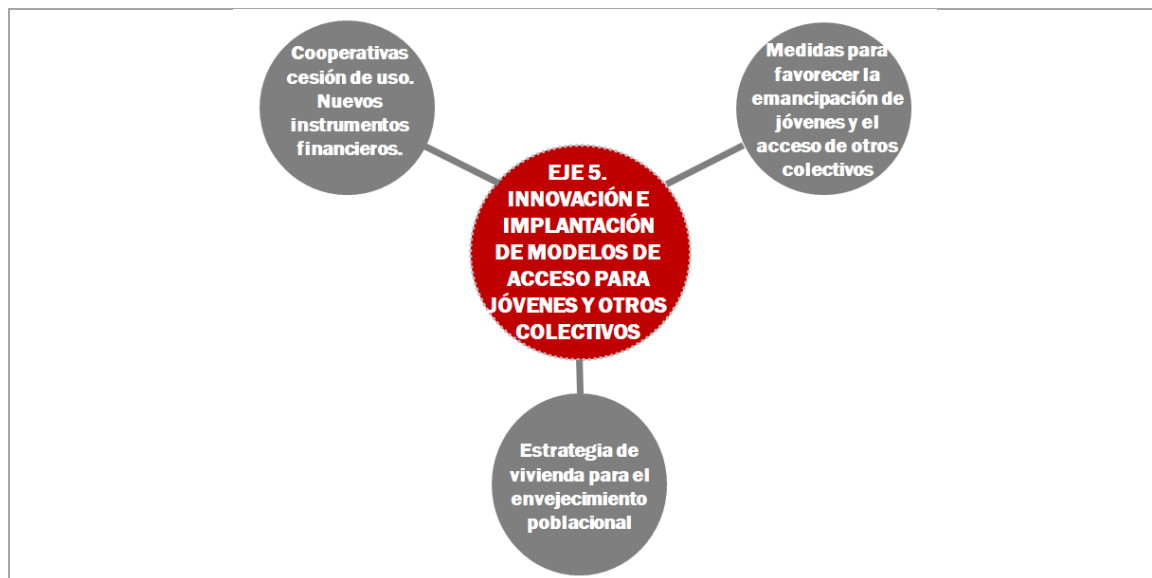 Cooperativas
cesión de uso.
Nuevos
instrumentos
financieros.
Medidas para
favorecer la
emancipación de
jóvenes y el
acceso de otros
colectivos
EJE 5.
INNOVACIÓN E
IMPLANTACIÓN
DE MODELOS DE
ACCESO PARA
JÓVENES Y OTROS
COLECTIVOS
Estrategia de
vivienda para el
envejecimiento
poblacional